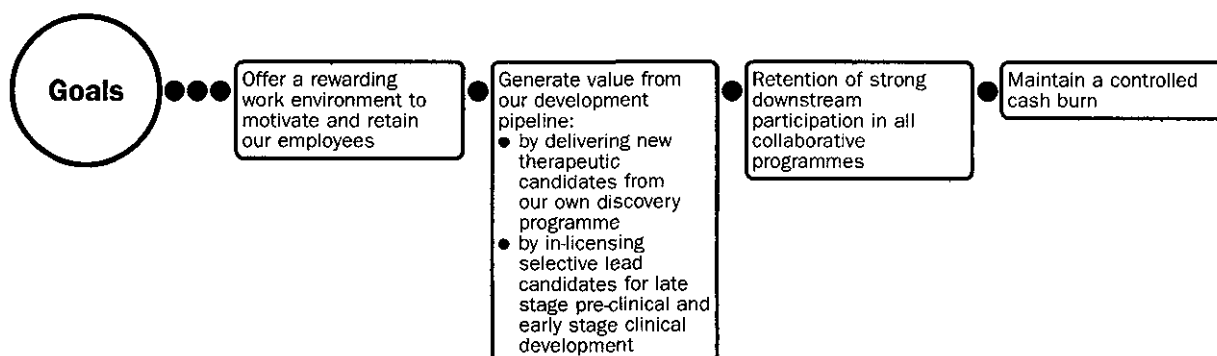 Goals
Offer a rewarding
work environment to
motivate and retain
our employees
Generate value from
our development
pipeline:
● by delivering new
therapeutic
candidates from
our own discovery
programme
● by in-licensing
selective lead
candidates for late
stage pre-clinical and
early stage clinical
development
Retention of strong
downstream
participation in all
collaborative
programmes
Maintain a controlled
cash burn